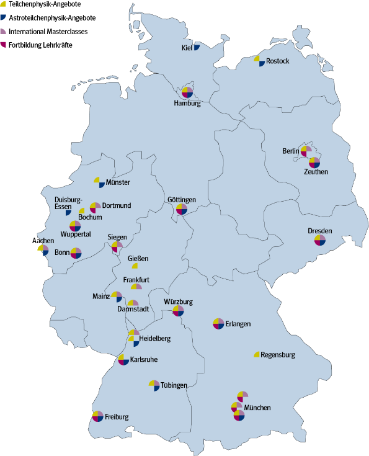 Teilchenphysik-Angebote
Astroteilchenphysik-Angebote
International Masterclasses
Fortbildung Lehrkräfte
Kiel
Rostock
Hamburg
Berlin
Zeuthen
Münster
Duisburg-
Essen
Dortmund
Bochum
Göttingen
Wuppertal
Dresden
Aachen
Siegen
Bonn
Gießen
Frankfurt
Mainz
Darmstadt
Würzburg
Erlangen
Heidelberg
Karlsruhe
Regensburg
Tübingen
München
Freiburg